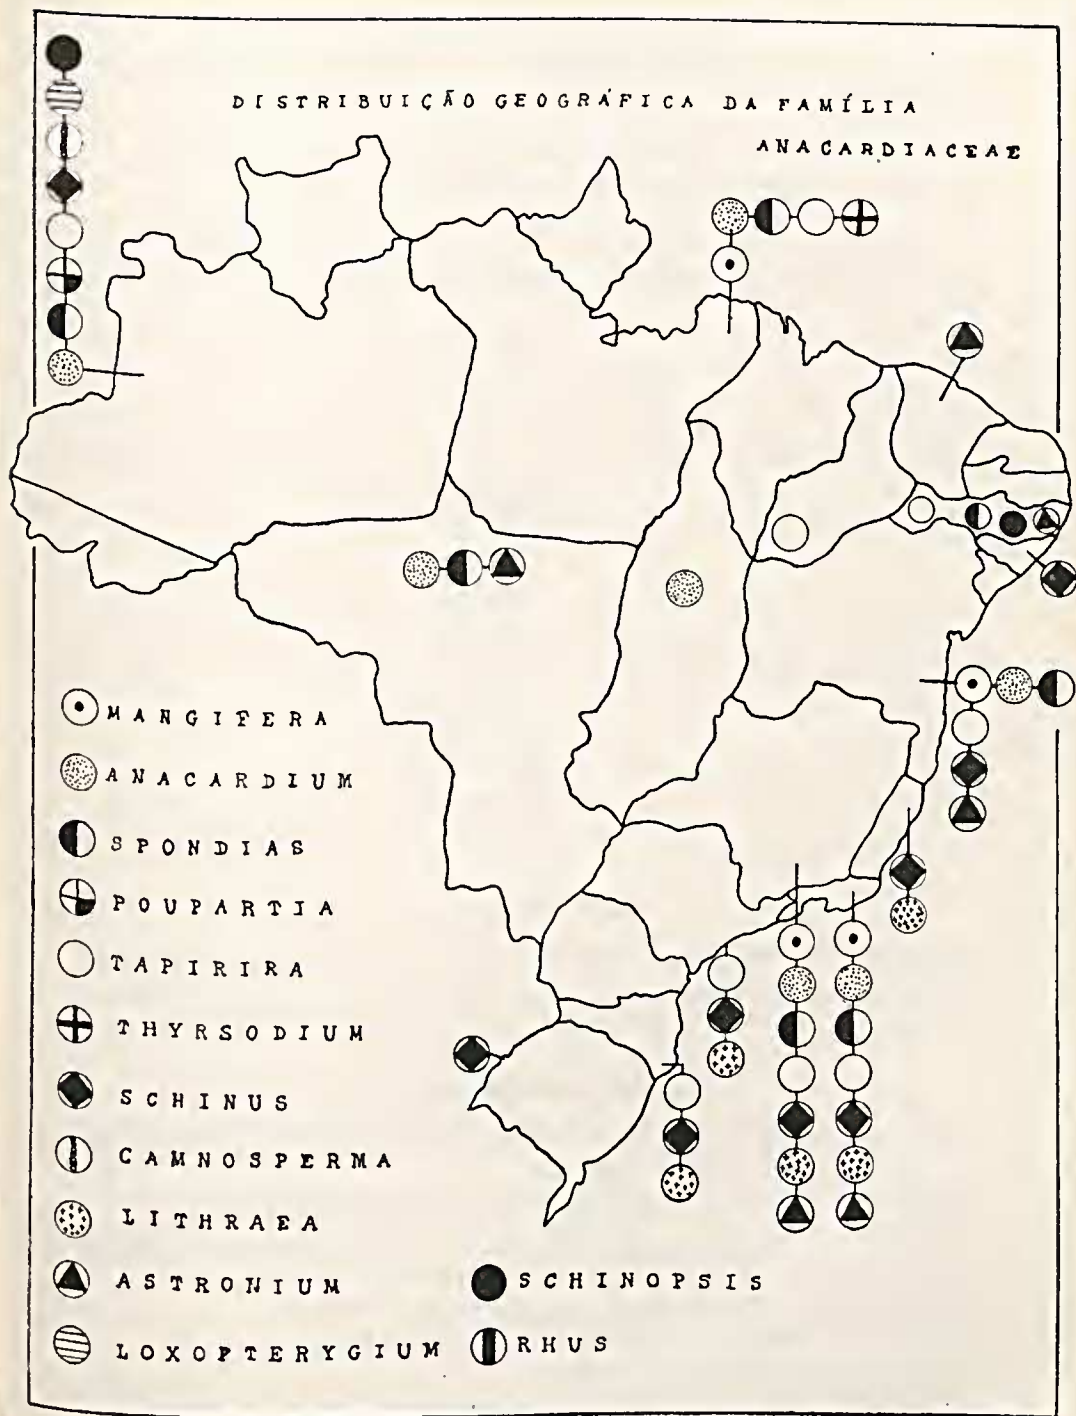 DISTRIBUIÇÃO GEOGRÁFICA DA FAMÍLIA
ANACARDIACEAE
MANGIFERA
ANACARDIUM
SPONDIAS
POUPARTIA
TAPIRIRA
THYRSODIUM
SCHINUS
CAMNOSPERMA
LITHRAEA
ASTRONIUM
LOXOPTERYGIUM
SCHINOPSIS
RHUS